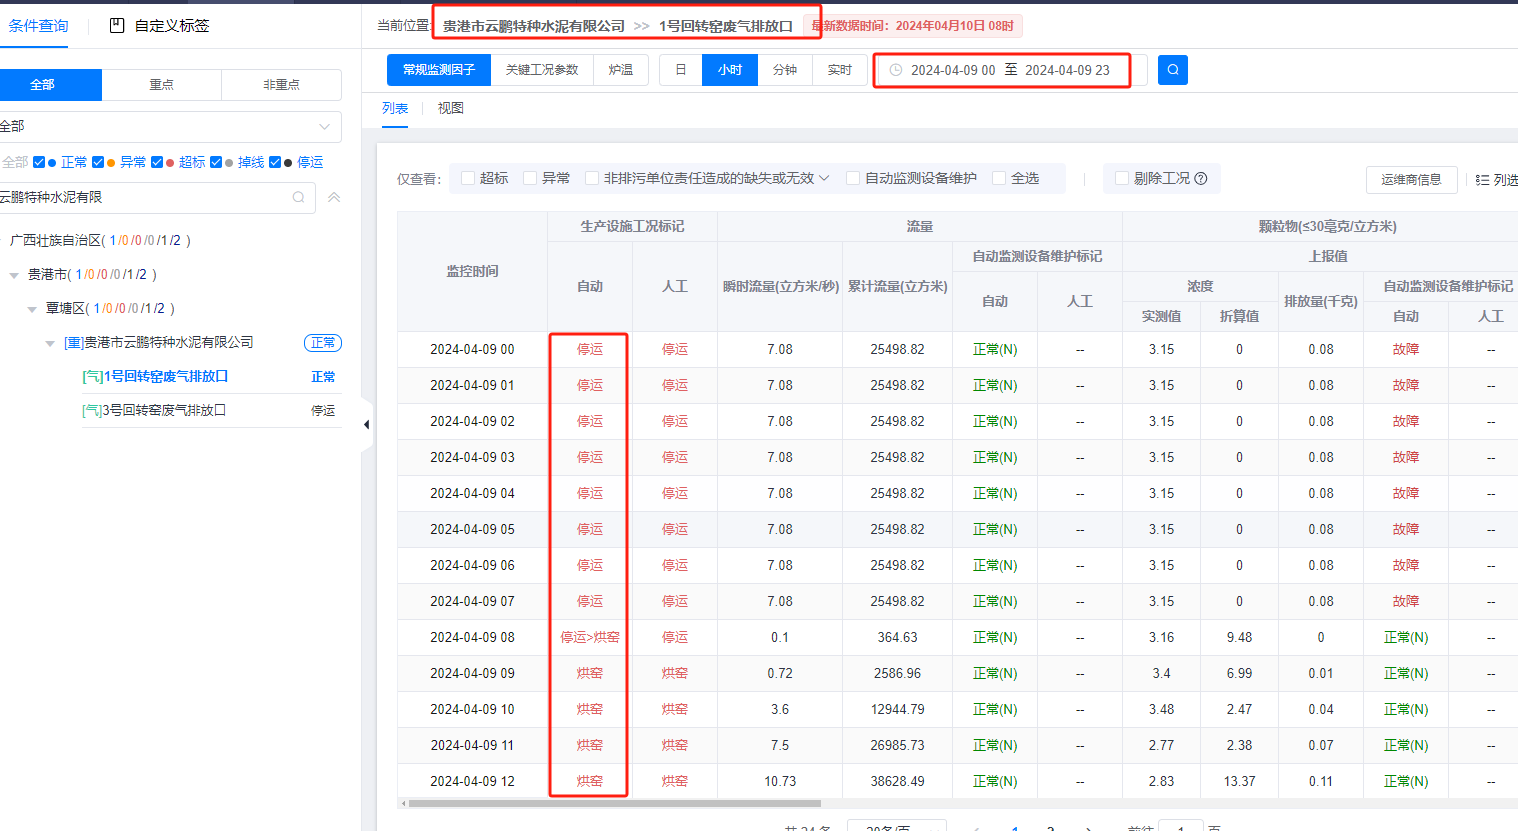 条件查询 自定义标签
当前位置: 贵港市云鹏特种水泥有限公司 >> 1号回转窑废气排放口 最新数据时间：2024年04月10日 08时
常规监测因子 关键工况参数 炉温 日 小时 分钟 实时 2024-04-09 00 至 2024-04-09 23
全部 重点 非重点
列表 视图
全部
全部 正常 异常 超标 掉线 停运
仅查看： 超标 异常 非排污单位责任造成的缺失或无效 自动监测设备维护 全选 剔除工况 运维商信息 列选
云鹏特种水泥有限
广西壮族自治区( 1/0/0/0/1/2 )
贵港市( 1/0/0/0/1/2 )
覃塘区( 1/0/0/0/1/2 )
[重]贵港市云鹏特种水泥有限公司 正常
[气]1号回转窑废气排放口 正常
[气]3号回转窑废气排放口 停运
监控时间 生产设施工况标记 流量 颗粒物(≤30毫克/立方米)
自动 人工 瞬时流量(立方米/秒) 累计流量(立方米) 自动监测设备维护标记 上报值
自动 人工 浓度 排放量(千克) 自动监测设备维护标记
实测值 折算值 自动 人工
2024-04-09 00 停运 停运 7.08 25498.82 正常(N) -- 3.15 0 0.08 故障 --
2024-04-09 01 停运 停运 7.08 25498.82 正常(N) -- 3.15 0 0.08 故障 --
2024-04-09 02 停运 停运 7.08 25498.82 正常(N) -- 3.15 0 0.08 故障 --
2024-04-09 03 停运 停运 7.08 25498.82 正常(N) -- 3.15 0 0.08 故障 --
2024-04-09 04 停运 停运 7.08 25498.82 正常(N) -- 3.15 0 0.08 故障 --
2024-04-09 05 停运 停运 7.08 25498.82 正常(N) -- 3.15 0 0.08 故障 --
2024-04-09 06 停运 停运 7.08 25498.82 正常(N) -- 3.15 0 0.08 故障 --
2024-04-09 07 停运 停运 7.08 25498.82 正常(N) -- 3.15 0 0.08 故障 --
2024-04-09 08 停运>烘窑 停运 0.1 364.63 正常(N) -- 3.16 9.48 0 正常(N) --
2024-04-09 09 烘窑 烘窑 0.72 2586.96 正常(N) -- 3.4 6.99 0.01 正常(N) --
2024-04-09 10 烘窑 烘窑 3.6 12944.79 正常(N) -- 3.48 2.47 0.04 正常(N) --
2024-04-09 11 烘窑 烘窑 7.5 26985.73 正常(N) -- 2.77 2.38 0.07 正常(N) --
2024-04-09 12 烘窑 烘窑 10.73 38628.49 正常(N) -- 2.83 13.37 0.11 正常(N) --